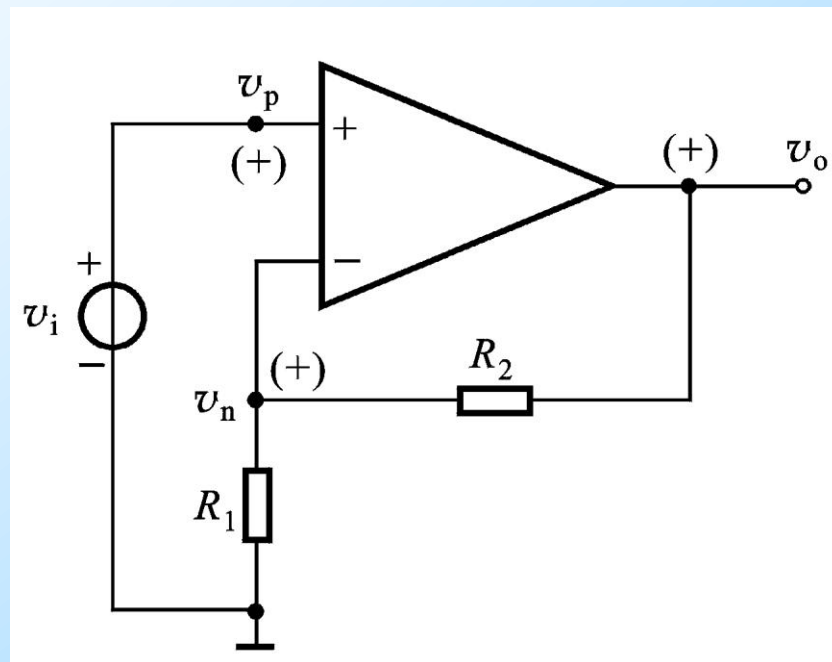 v_p
(+)
+
(+)
v_o
+
v_i
−
−
(+)
R_2
v_n
R_1